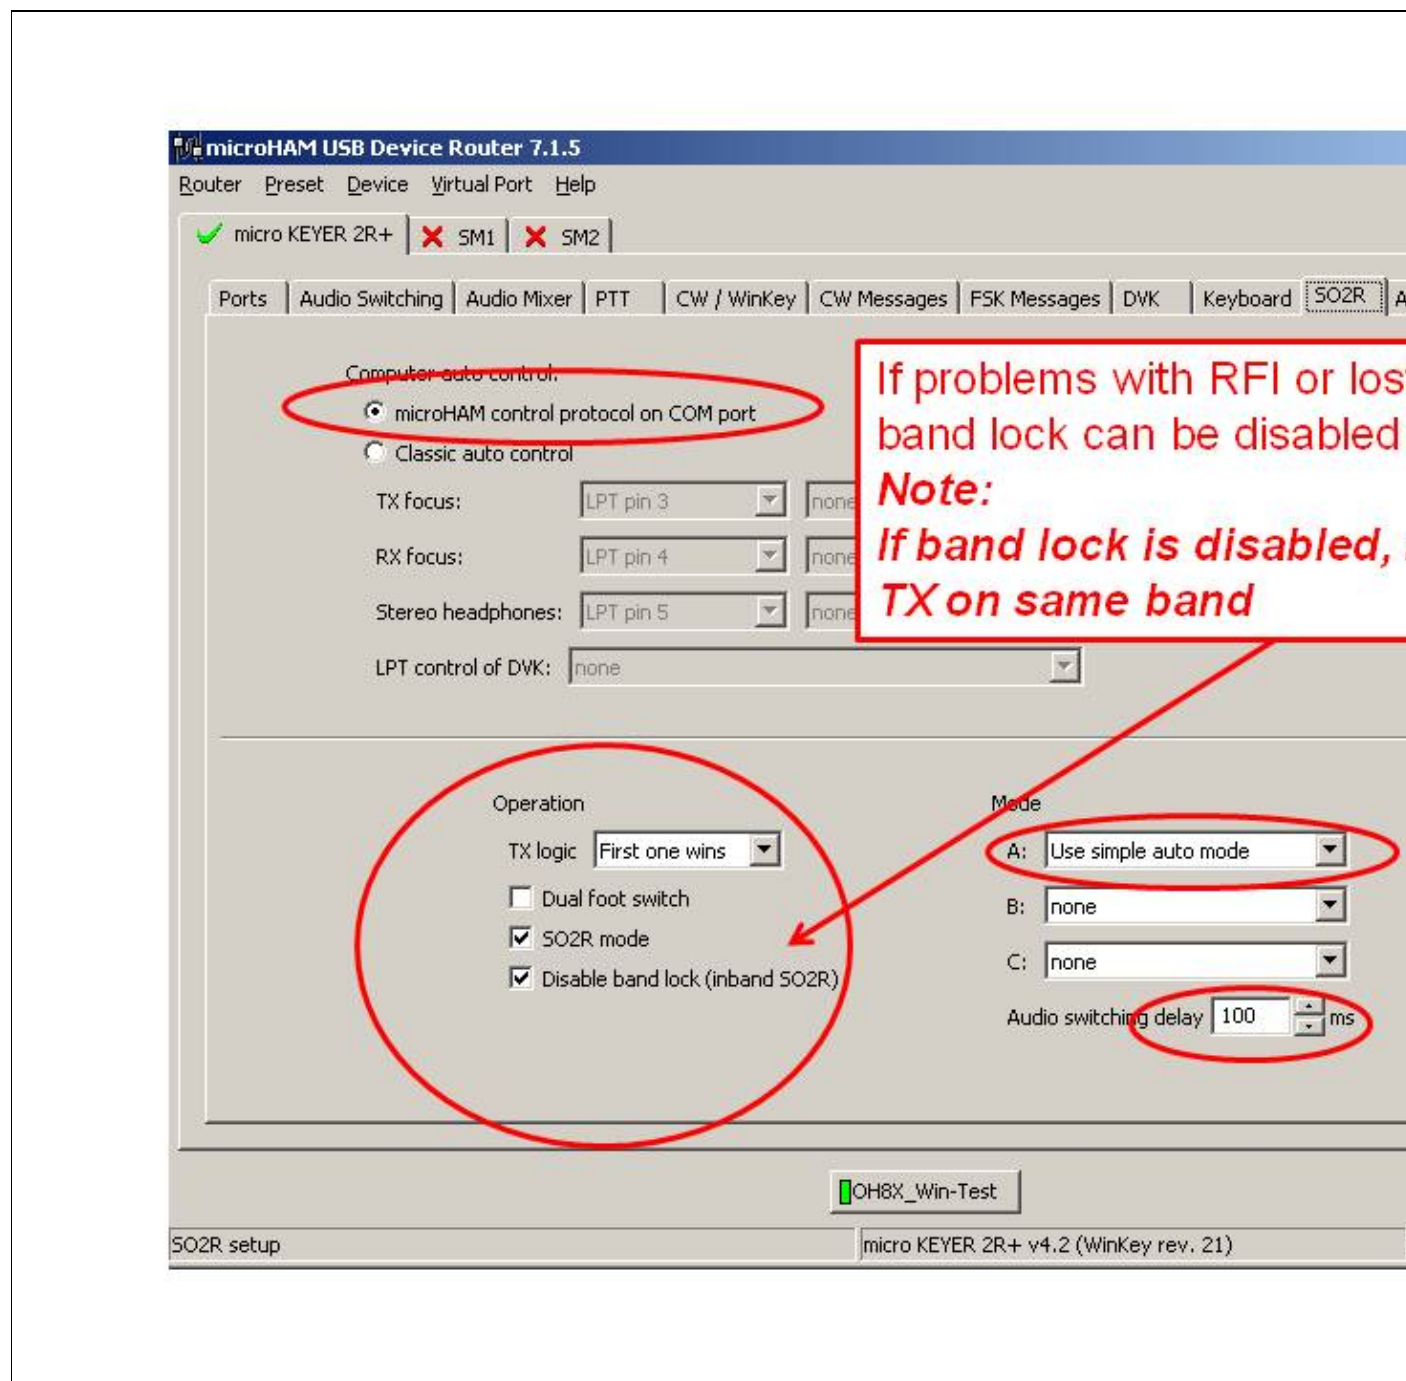 microHAM USB Device Router 7.1.5
Router Preset Device Virtual Port Help
micro KEYER 2R+ SM1 SM2
Ports Audio Switching Audio Mixer PTT CW / WinKey CW Messages FSK Messages DVK Keyboard SO2R
Computer auto control:
microHAM control protocol on COM port
Classic auto control
TX focus: LPT pin 3 none
RX focus: LPT pin 4 none
Stereo headphones: LPT pin 5 none
LPT control of DVK: none
If problems with RFI or lost
band lock can be disabled
Note:
If band lock is disabled,
TX on same band
Operation
TX logic First one wins
Dual foot switch
SO2R mode
Disable band lock (inband SO2R)
Mode
A: Use simple auto mode
B: none
C: none
Audio switching delay 100 ms
OH8X_Win-Test
SO2R setup
micro KEYER 2R+ v4.2 (WinKey rev. 21)